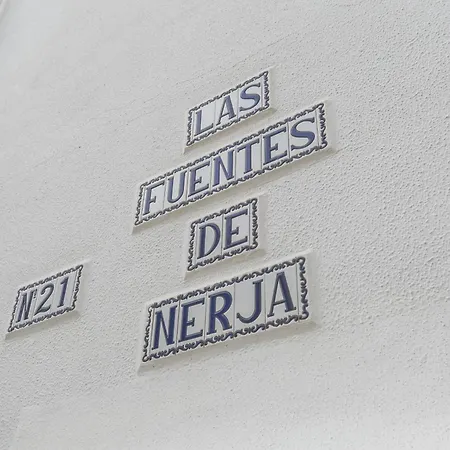 LAS
FUENTES
DE
NERJA
Nº21